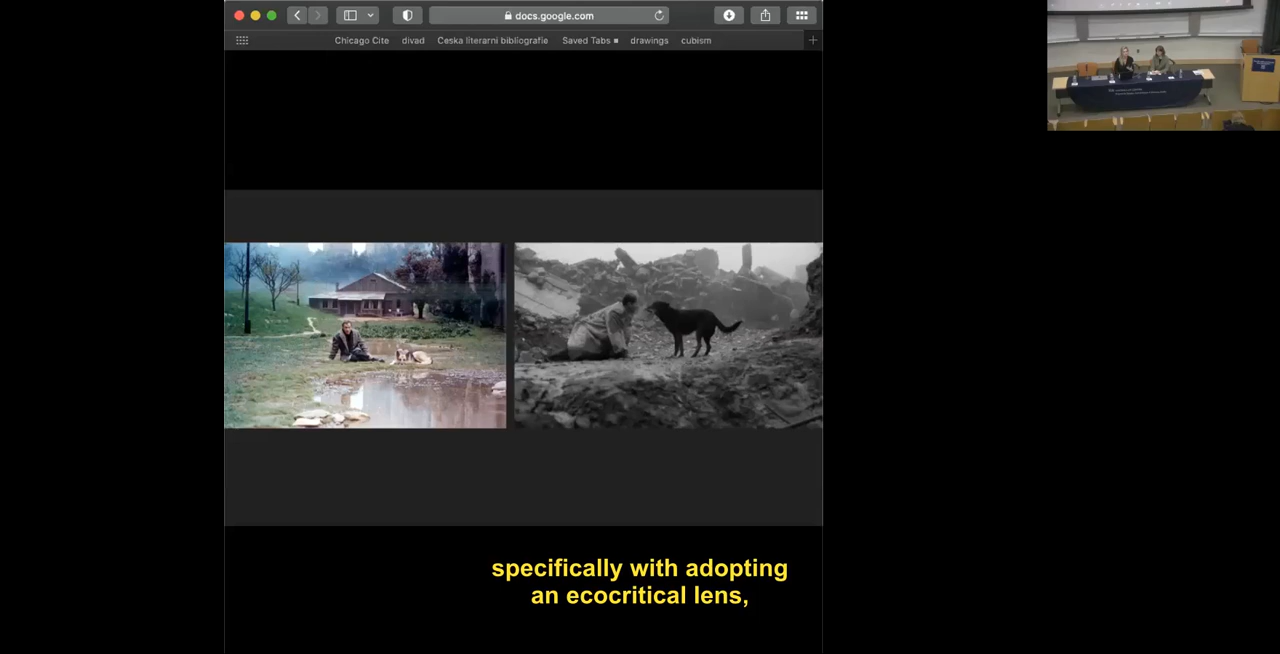 docs.google.com
Chicago Cite divad Ceska literarni bibliografie Saved Tabs drawings cubism
specifically with adopting
an ecocritical lens,